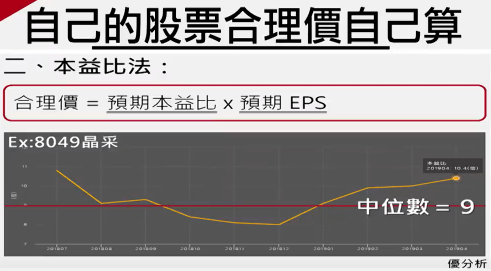 自己的股票合理價自己算
二、本益比法：
合理價 = 預期本益比 x 預期 EPS
Ex:8049晶采
本益比
201904: 10.4(倍)
11
10
9
8
7
中位數 = 9
201807 201808 201809 201810 201811 201812 201901 201902 201903 201904
優分析